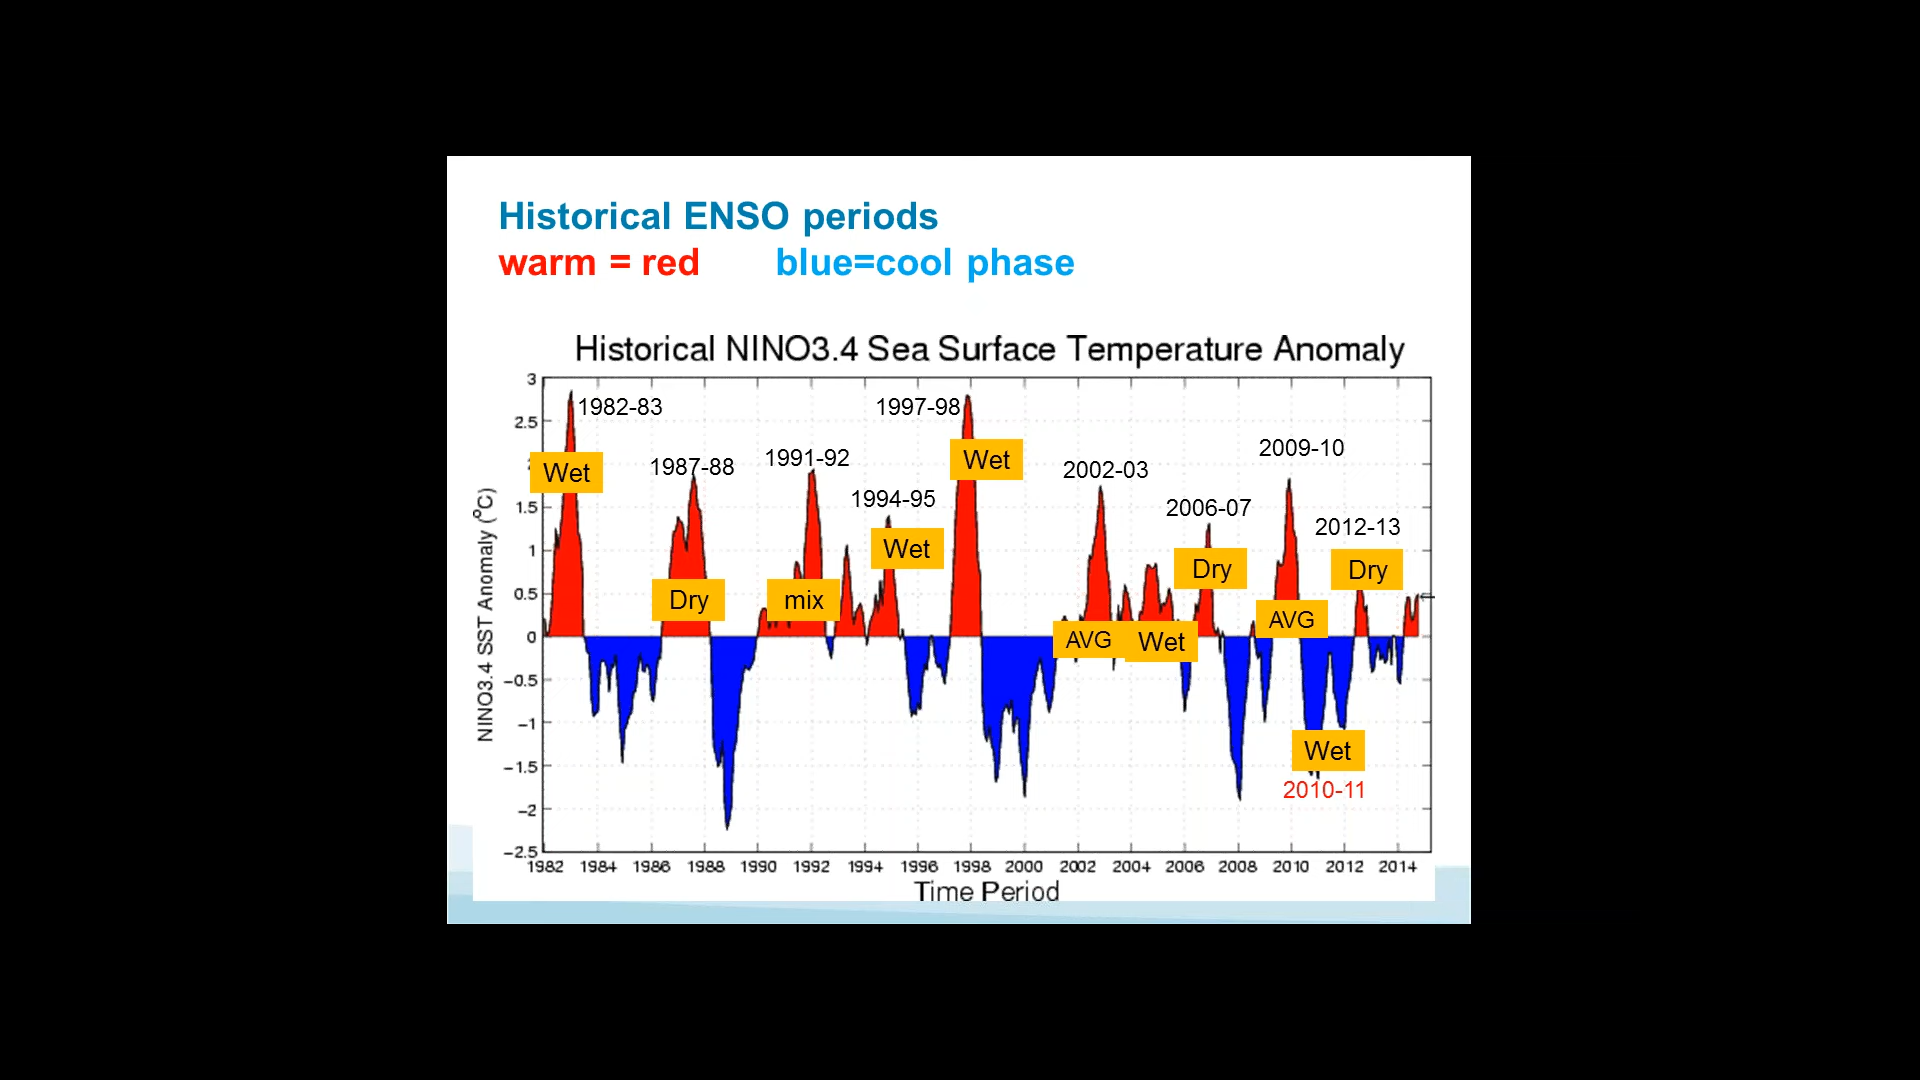 Historical ENSO periods
warm = red blue=cool phase
Historical NINO3.4 Sea Surface Temperature Anomaly
3
1982-83
1997-98
2.5
2009-10
1991-92
Wet
1987-88
2002-03
Wet
1994-95
1.5
2006-07
2012-13
Wet
1
Dry
Dry
0.5
Dry
mix
AVG
0
AVG
Wet
NINO3.4 SST Anomaly (°C)
−0.5
−1
Wet
−1.5
2010-11
−2
−2.5
1982 1984 1986 1988 1990 1992 1994 1996 1998 2000 2002 2004 2006 2008 2010 2012 2014
Time Period